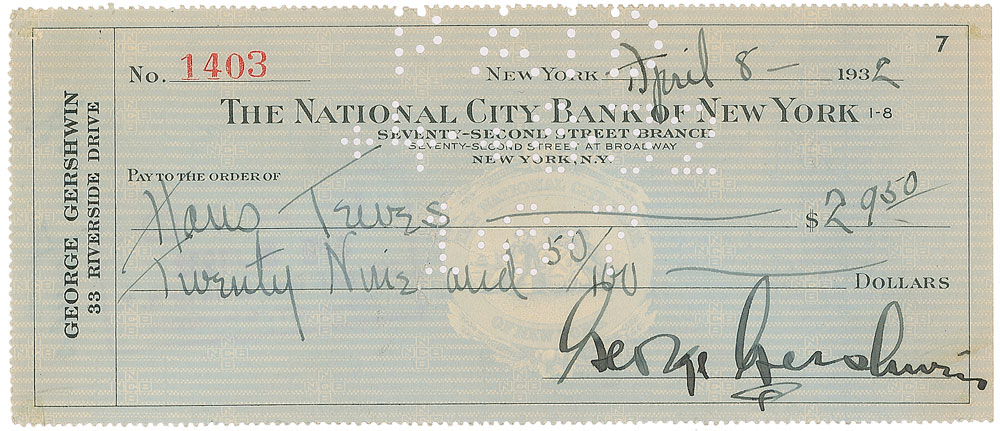 7
No. 1403
NEW YORK April 8 — 1932
THE NATIONAL CITY BANK OF NEW YORK 1-8
SEVENTY-SECOND STREET BRANCH
SEVENTY-SECOND STREET AT BROADWAY
NEW YORK, N.Y.
PAY TO THE ORDER OF
Hans Tewes $29 50
Twenty Nine and 50/100 DOLLARS
George Gershwin
GEORGE GERSHWIN
33 RIVERSIDE DRIVE